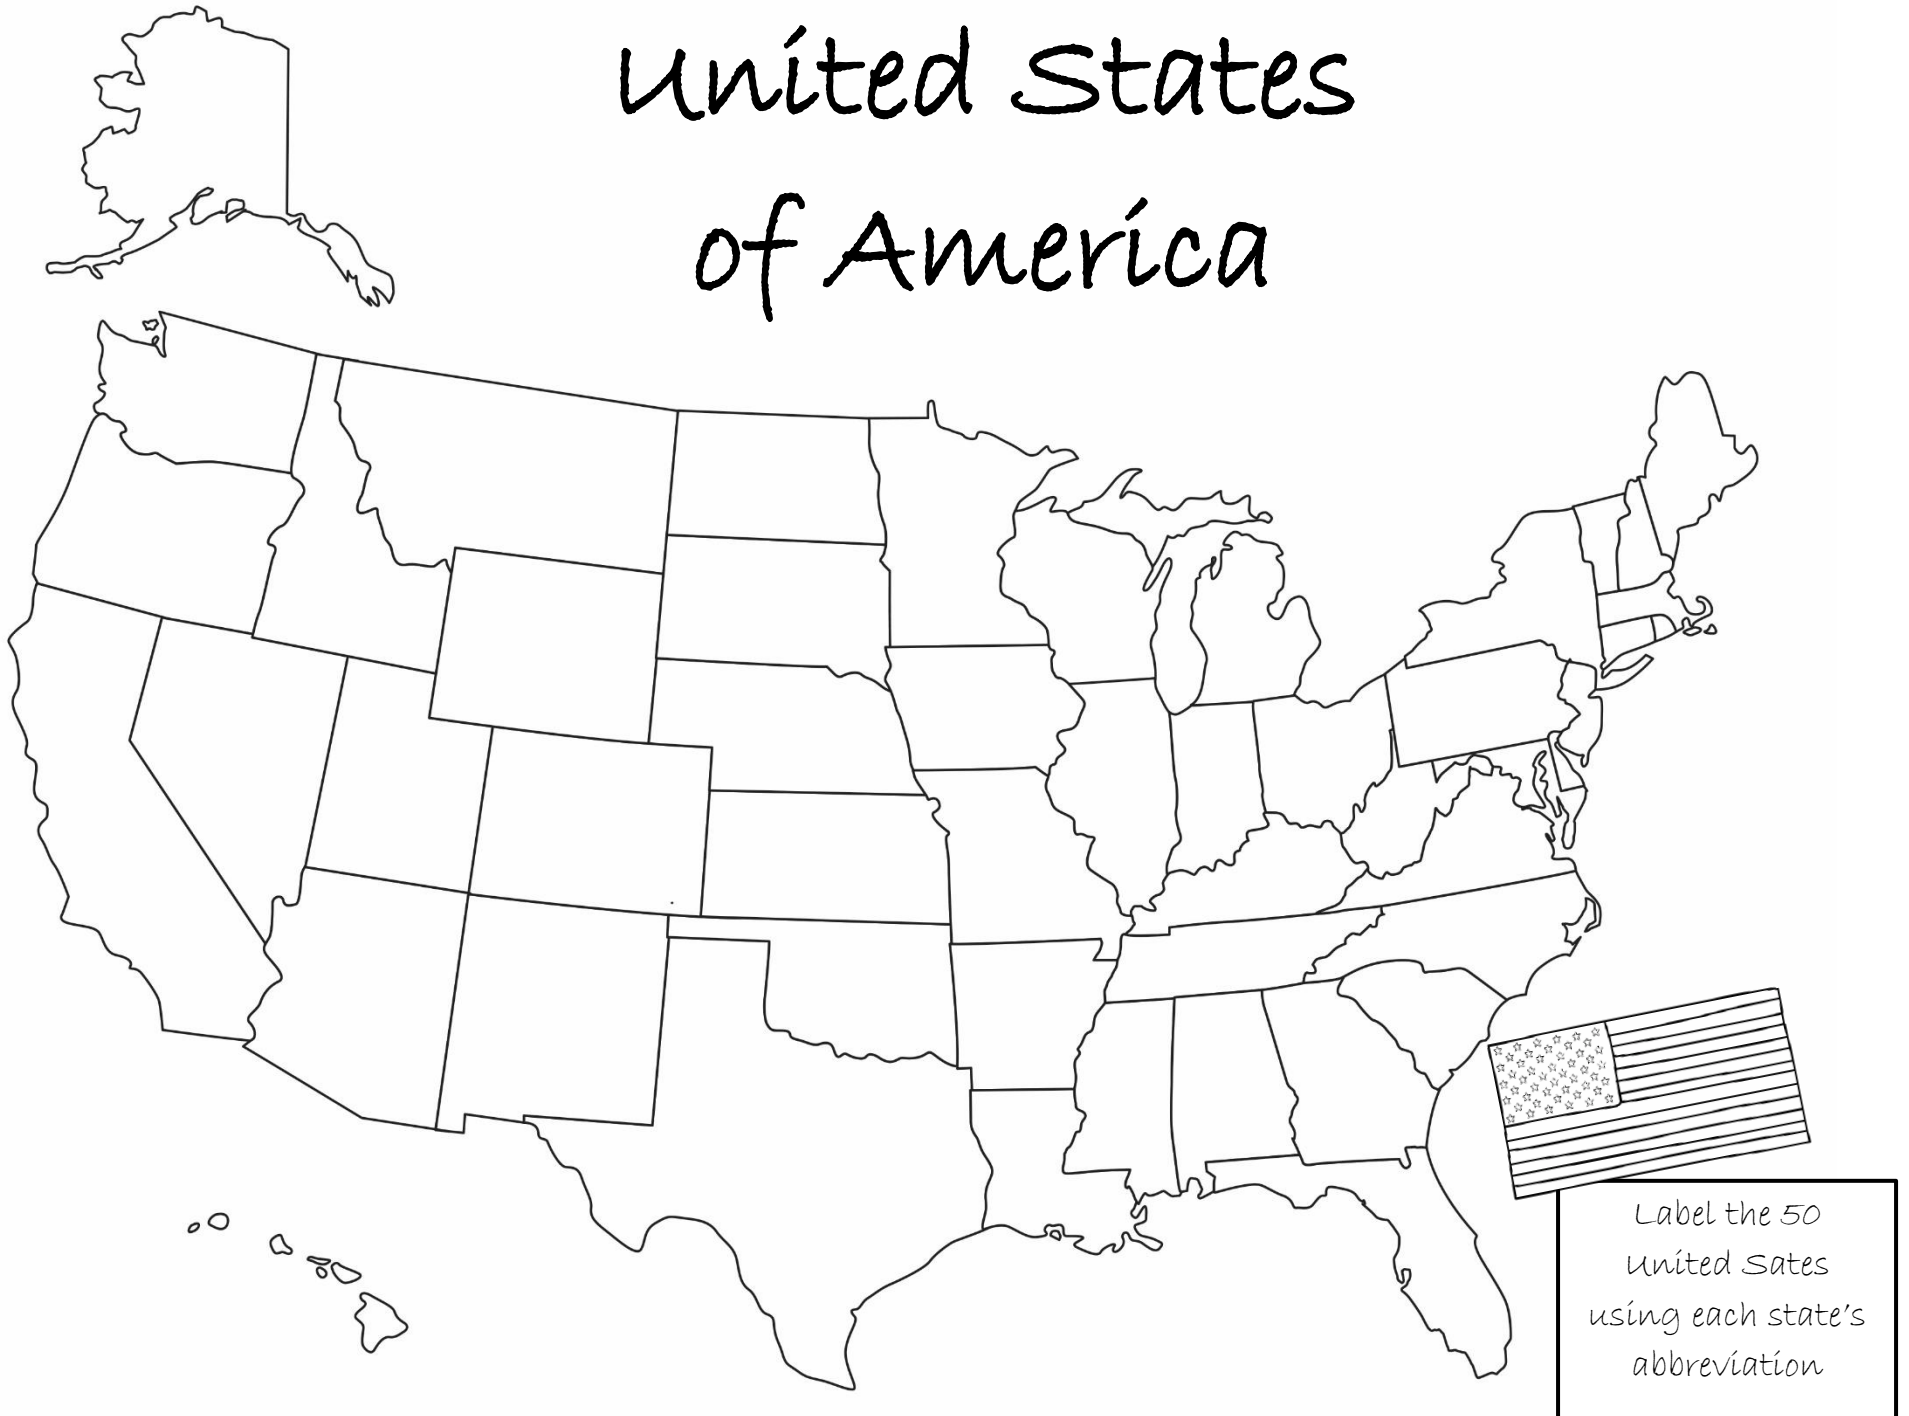 United States
of America
Label the 50
United Sates
using each state's
abbreviation